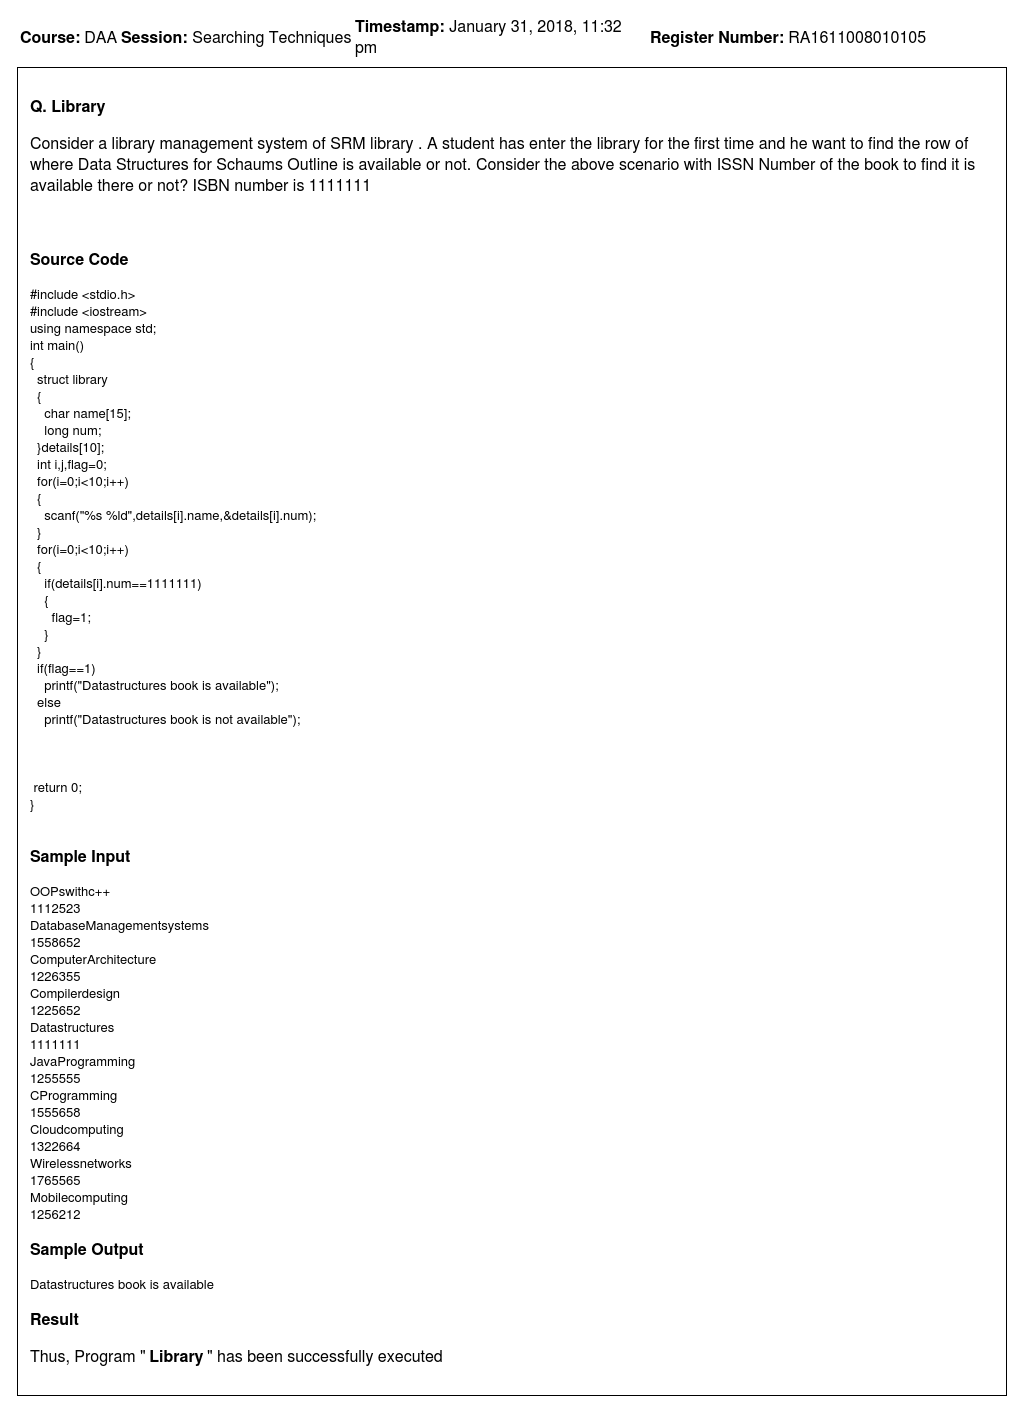 Course: DAA Session: Searching Techniques Timestamp: January 31, 2018, 11:32 pm Register Number: RA1611008010105
Q. Library
Consider a library management system of SRM library . A student has enter the library for the first time and he want to find the row of
where Data Structures for Schaums Outline is available or not. Consider the above scenario with ISSN Number of the book to find it is
available there or not? ISBN number is 1111111
Source Code
#include <stdio.h>
#include <iostream>
using namespace std;
int main()
{
  struct library
  {
    char name[15];
    long num;
  }details[10];
  int i,j,flag=0;
  for(i=0;i<10;i++)
  {
    scanf("%s %ld",details[i].name,&details[i].num);
  }
  for(i=0;i<10;i++)
  {
    if(details[i].num==1111111)
    {
      flag=1;
    }
  }
  if(flag==1)
    printf("Datastructures book is available");
  else
    printf("Datastructures book is not available");
 return 0;
}
Sample Input
OOPswithc++
1112523
DatabaseManagementsystems
1558652
ComputerArchitecture
1226355
Compilerdesign
1225652
Datastructures
1111111
JavaProgramming
1255555
CProgramming
1555658
Cloudcomputing
1322664
Wirelessnetworks
1765565
Mobilecomputing
1256212
Sample Output
Datastructures book is available
Result
Thus, Program " Library " has been successfully executed